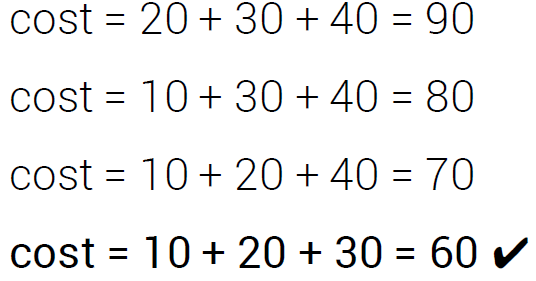 cost = 20 + 30 + 40 = 90
cost = 10 + 30 + 40 = 80
cost = 10 + 20 + 40 = 70
cost = 10 + 20 + 30 = 60 ✔